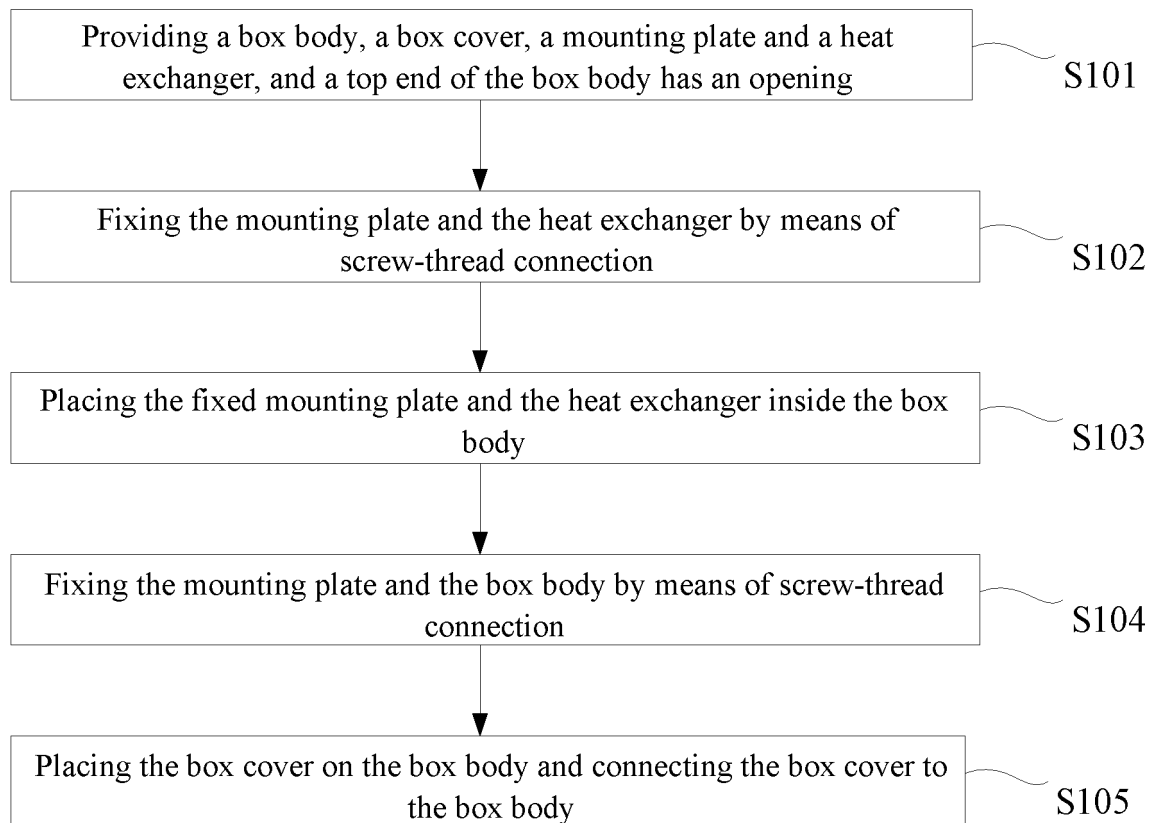 Providing a box body, a box cover, a mounting plate and a heat
exchanger, and a top end of the box body has an opening
S101
Fixing the mounting plate and the heat exchanger by means of
screw-thread connection
S102
Placing the fixed mounting plate and the heat exchanger inside the box
body
S103
Fixing the mounting plate and the box body by means of screw-thread
connection
S104
Placing the box cover on the box body and connecting the box cover to
the box body
S105